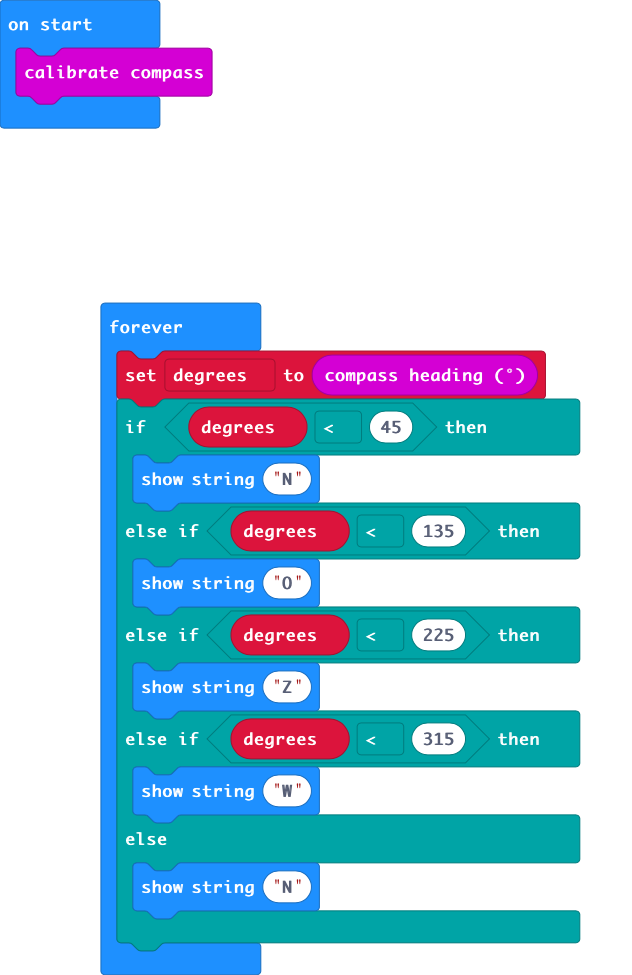 on start
calibrate compass
forever
set degrees to compass heading (°)
if degrees < 45 then
show string "N"
else if degrees < 135 then
show string "O"
else if degrees < 225 then
show string "Z"
else if degrees < 315 then
show string "W"
else
show string "N"